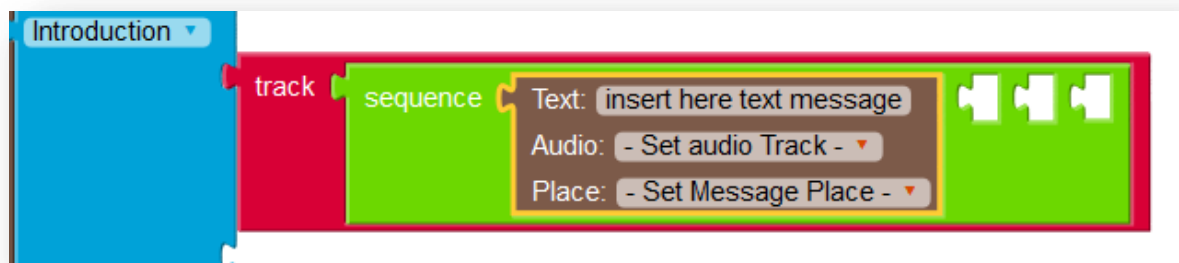 Introduction
track sequence Text: insert here text message
Audio: - Set audio Track -
Place: - Set Message Place -